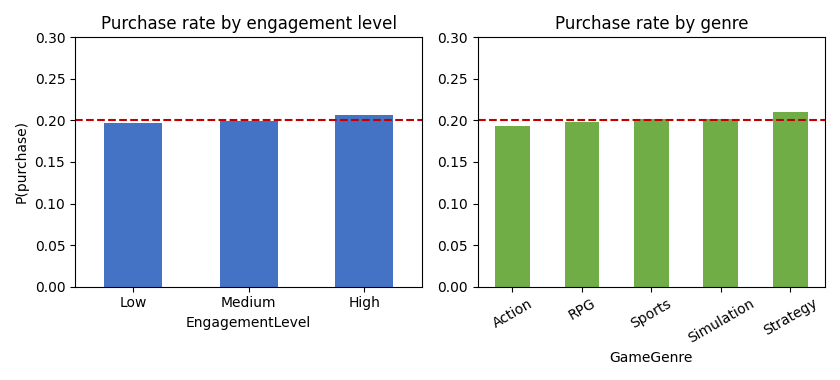 Purchase rate by engagement level
P(purchase)
0.30
0.25
0.20
0.15
0.10
0.05
0.00
Low Medium High
EngagementLevel
Purchase rate by genre
0.30
0.25
0.20
0.15
0.10
0.05
0.00
Action RPG Sports Simulation Strategy
GameGenre